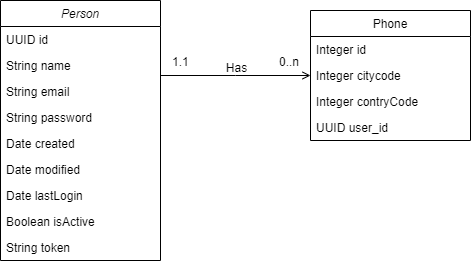 Person
UUID id
String name
String email
String password
Date created
Date modified
Date lastLogin
Boolean isActive
String token
1.1
Has
0..n
Phone
Integer id
Integer citycode
Integer contryCode
UUID user_id